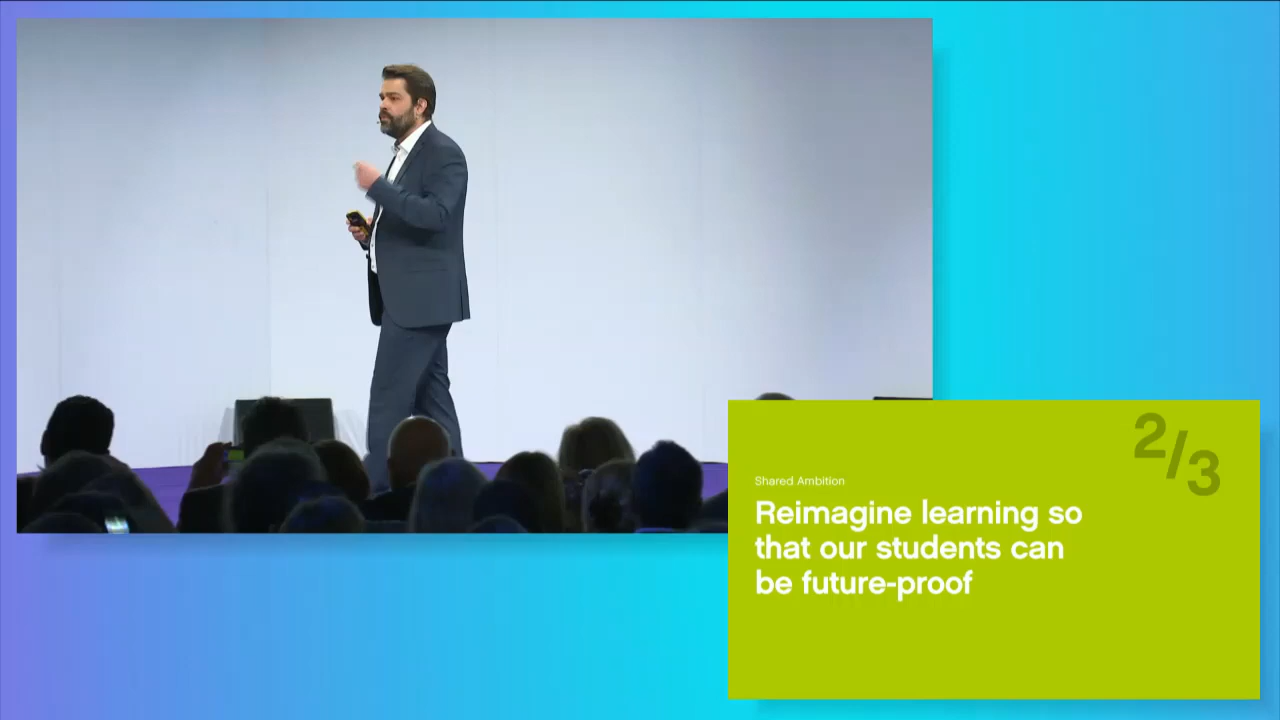 2/3
Shared Ambition
Reimagine learning so
that our students can
be future-proof